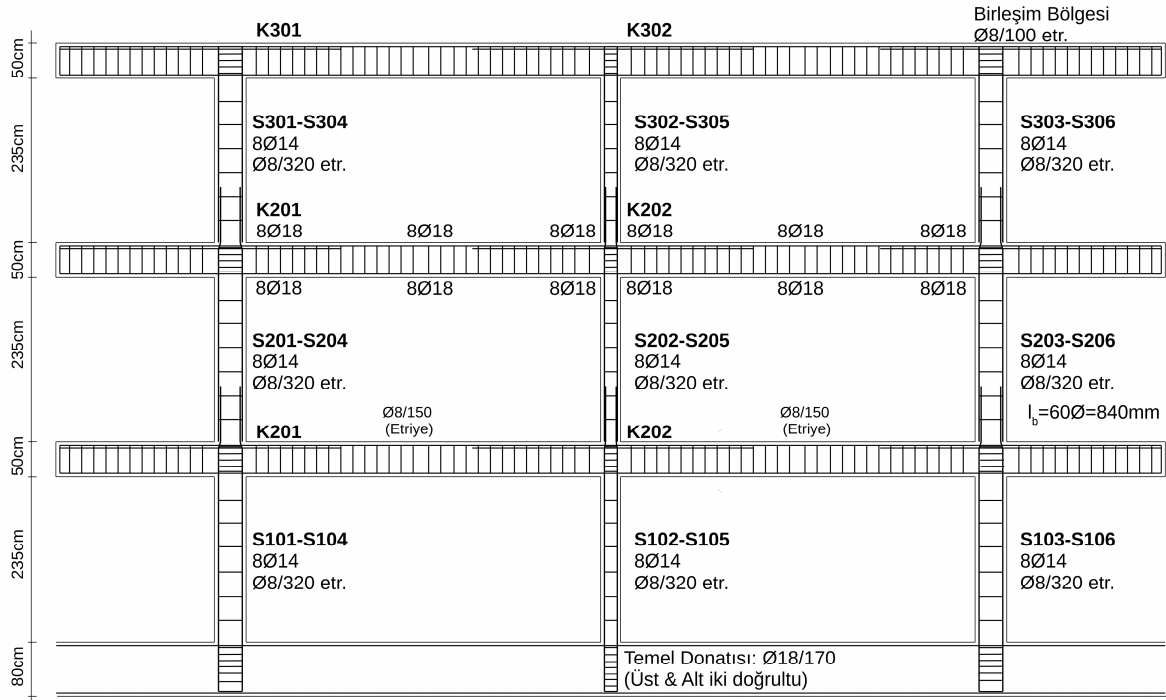 Birleşim Bölgesi
Ø8/100 etr.
K301
K302
50cm
S301-S304
8Ø14
Ø8/320 etr.
S302-S305
8Ø14
Ø8/320 etr.
S303-S306
8Ø14
Ø8/320 etr.
235cm
K201
8Ø18 8Ø18 8Ø18
K202
8Ø18 8Ø18 8Ø18
50cm
8Ø18 8Ø18 8Ø18
8Ø18 8Ø18 8Ø18
S201-S204
8Ø14
Ø8/320 etr.
S202-S205
8Ø14
Ø8/320 etr.
S203-S206
8Ø14
Ø8/320 etr.
lb=60Ø=840mm
235cm
Ø8/150
(Etriye)
Ø8/150
(Etriye)
K201
K202
50cm
S101-S104
8Ø14
Ø8/320 etr.
S102-S105
8Ø14
Ø8/320 etr.
S103-S106
8Ø14
Ø8/320 etr.
235cm
80cm
Temel Donatısı: Ø18/170
(Üst & Alt iki doğrultu)